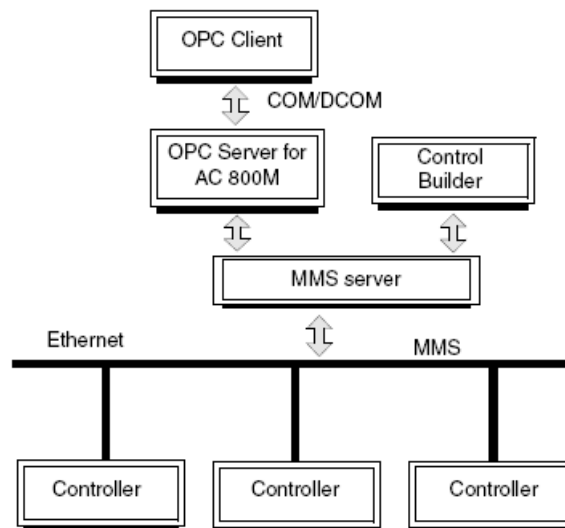 OPC Client
COM/DCOM
OPC Server for
AC 800M
Control
Builder
MMS server
Ethernet
MMS
Controller
Controller
Controller